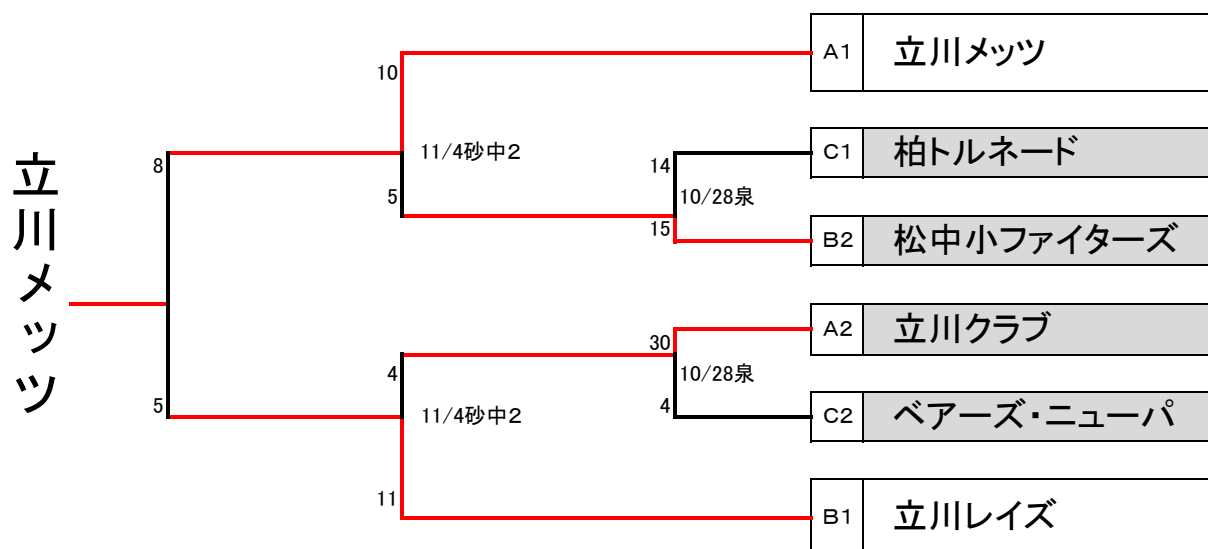 A1 立川メッツ
10
11/4砂中2
14
C1 柏トルネード
8
5
10/28泉
15
B2 松中小ファイターズ
立川メッツ
30
A2 立川クラブ
4
10/28泉
5
11/4砂中2
4
C2 ベアーズ・ニューパ
11
B1 立川レイズ